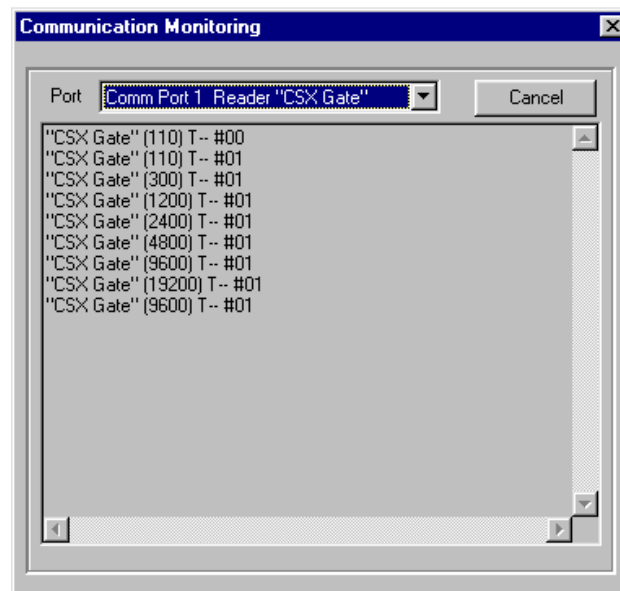 Communication Monitoring
Port Comm Port 1 Reader "CSX Gate" Cancel
"CSX Gate" (110) T-- #00
"CSX Gate" (110) T-- #01
"CSX Gate" (300) T-- #01
"CSX Gate" (1200) T-- #01
"CSX Gate" (2400) T-- #01
"CSX Gate" (4800) T-- #01
"CSX Gate" (9600) T-- #01
"CSX Gate" (19200) T-- #01
"CSX Gate" (9600) T-- #01